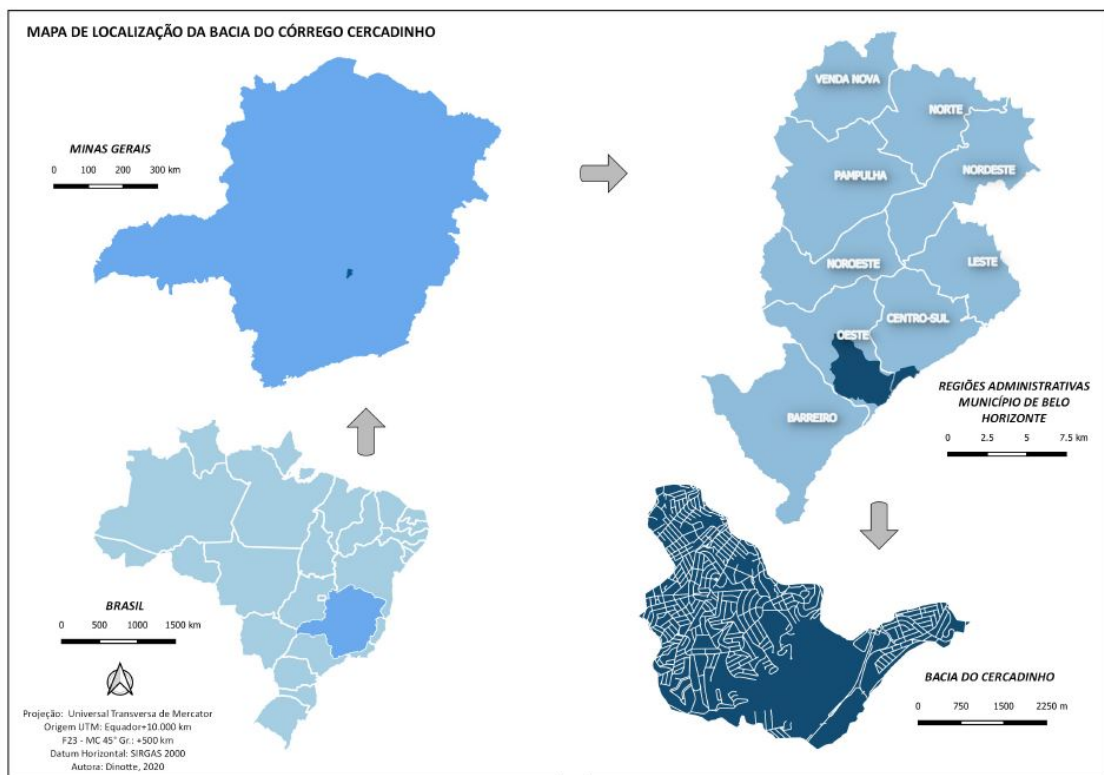 MAPA DE LOCALIZAÇÃO DA BACIA DO CÓRREGO CERCADINHO
MINAS GERAIS
0 100 200 300 km
BRASIL
0 500 1000 1500 km
Projeção: Universal Transversa de Mercator
Origem UTM: Equador+10.000 km
F23 - MC 45° Gr.: +500 km
Datum Horizontal: SIRGAS 2000
Autora: Dinotte, 2020
VENDA NOVA
NORTE
NORDESTE
PAMPULHA
NOROESTE
LESTE
CENTRO-SUL
OESTE
BARREIRO
REGIÕES ADMINISTRATIVAS
MUNICÍPIO DE BELO
HORIZONTE
0 2.5 5 7.5 km
BACIA DO CERCADINHO
0 750 1500 2250 m